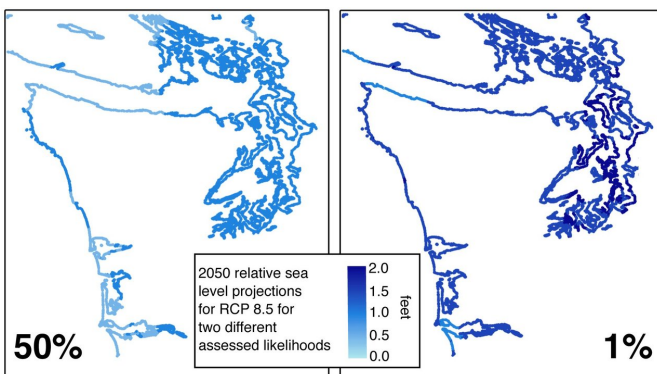 2050 relative sea
level projections
for RCP 8.5 for
two different
assessed likelihoods
2.0
1.5
1.0
0.5
0.0
feet
50%
1%